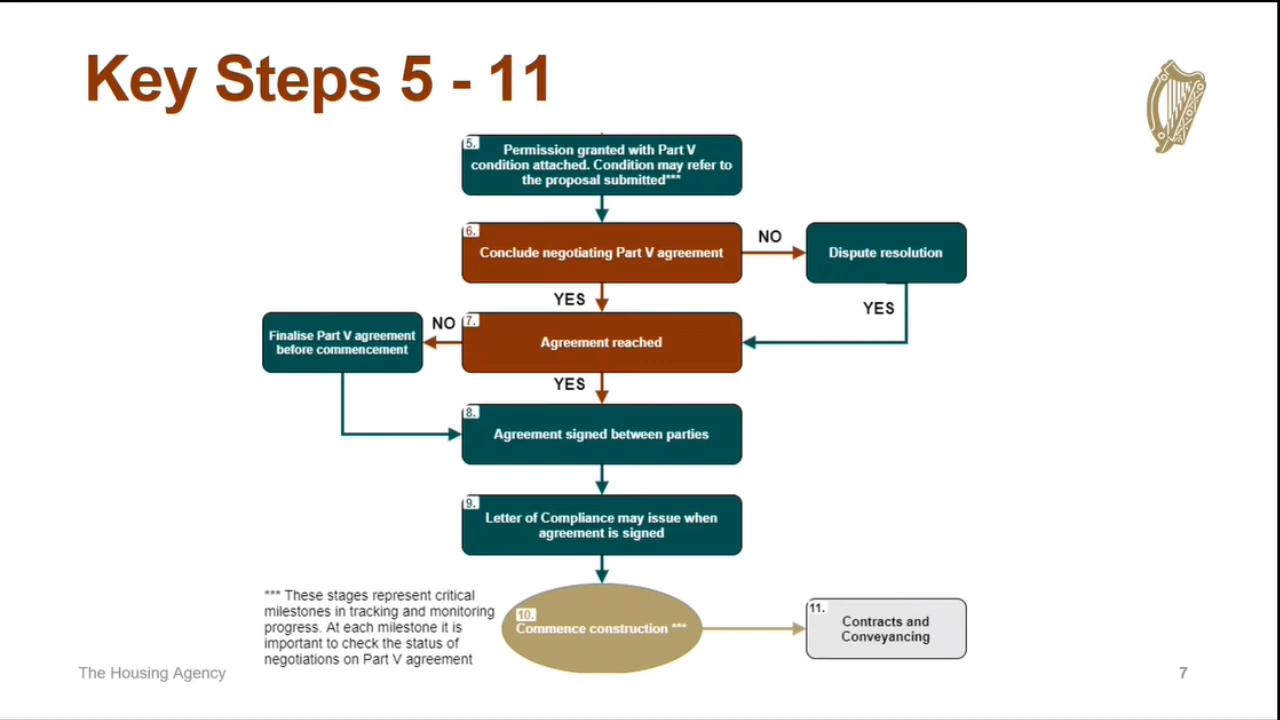 Key Steps 5 - 11
5.
Permission granted with Part V
condition attached. Condition may refer to
the proposal submitted***
6.
Conclude negotiating Part V agreement
NO
Dispute resolution
YES
YES
Finalise Part V agreement
before commencement
NO
7.
Agreement reached
YES
8.
Agreement signed between parties
9.
Letter of Compliance may issue when
agreement is signed
*** These stages represent critical
milestones in tracking and monitoring
progress. At each milestone it is
important to check the status of
negotiations on Part V agreement
10.
Commence construction ***
11.
Contracts and
Conveyancing
The Housing Agency
7